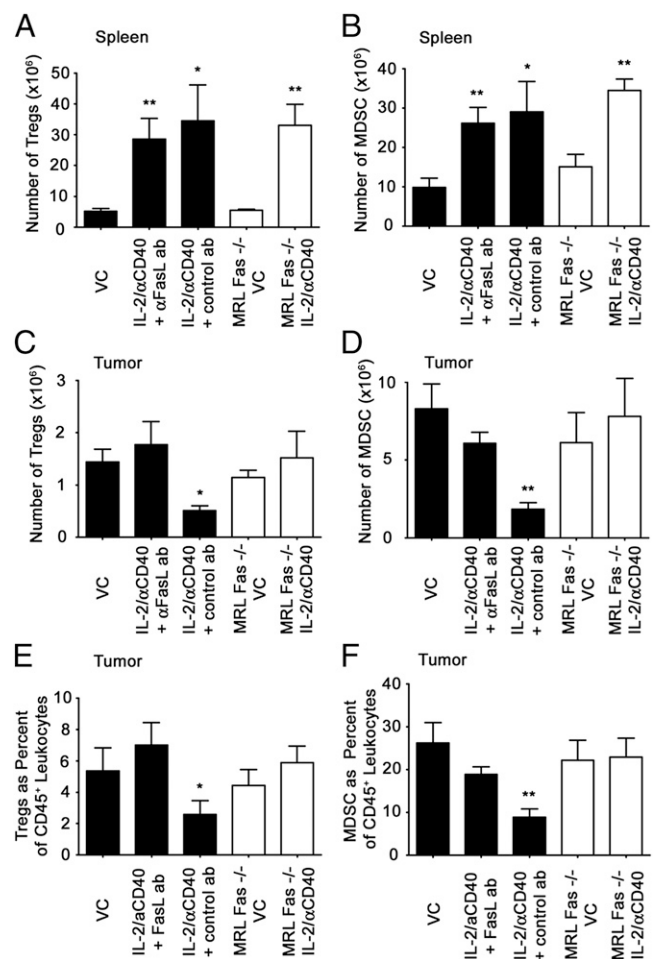 A
Spleen
Number of Tregs (x10⁶)
50
40
30
20
10
0
**
*
**
VC
IL-2/αCD40
+ αFasL ab
IL-2/αCD40
+ control ab
MRL Fas -/-
VC
MRL Fas -/-
IL-2/αCD40
B
Spleen
Number of MDSC (x10⁶)
40
30
20
10
0
**
*
**
VC
IL-2/αCD40
+ αFasL ab
IL-2/αCD40
+ control ab
MRL Fas -/-
VC
MRL Fas -/-
IL-2/αCD40
C
Tumor
Number of Tregs (x10⁶)
3
2
1
0
*
VC
IL-2/αCD40
+ αFasL ab
IL-2/αCD40
+ control ab
MRL Fas -/-
VC
MRL Fas -/-
IL-2/αCD40
D
Tumor
Number of MDSC (x10⁶)
10
5
0
**
VC
IL-2/αCD40
+ αFasL ab
IL-2/αCD40
+ control ab
MRL Fas -/-
VC
MRL Fas -/-
IL-2/αCD40
E
Tumor
Tregs as Percent
of CD45⁺ Leukocytes
8
6
4
2
0
*
VC
IL-2/aCD40
+ FasL ab
IL-2/αCD40
+ control ab
MRL Fas -/-
VC
MRL Fas -/-
IL-2/αCD40
F
Tumor
MDSC as Percent
of CD45⁺ Leukocytes
40
30
20
10
0
**
VC
IL-2/αCD40
+ FasL ab
IL-2/αCD40
+ control ab
MRL Fas -/-
VC
MRL Fas -/-
IL-2/αCD40